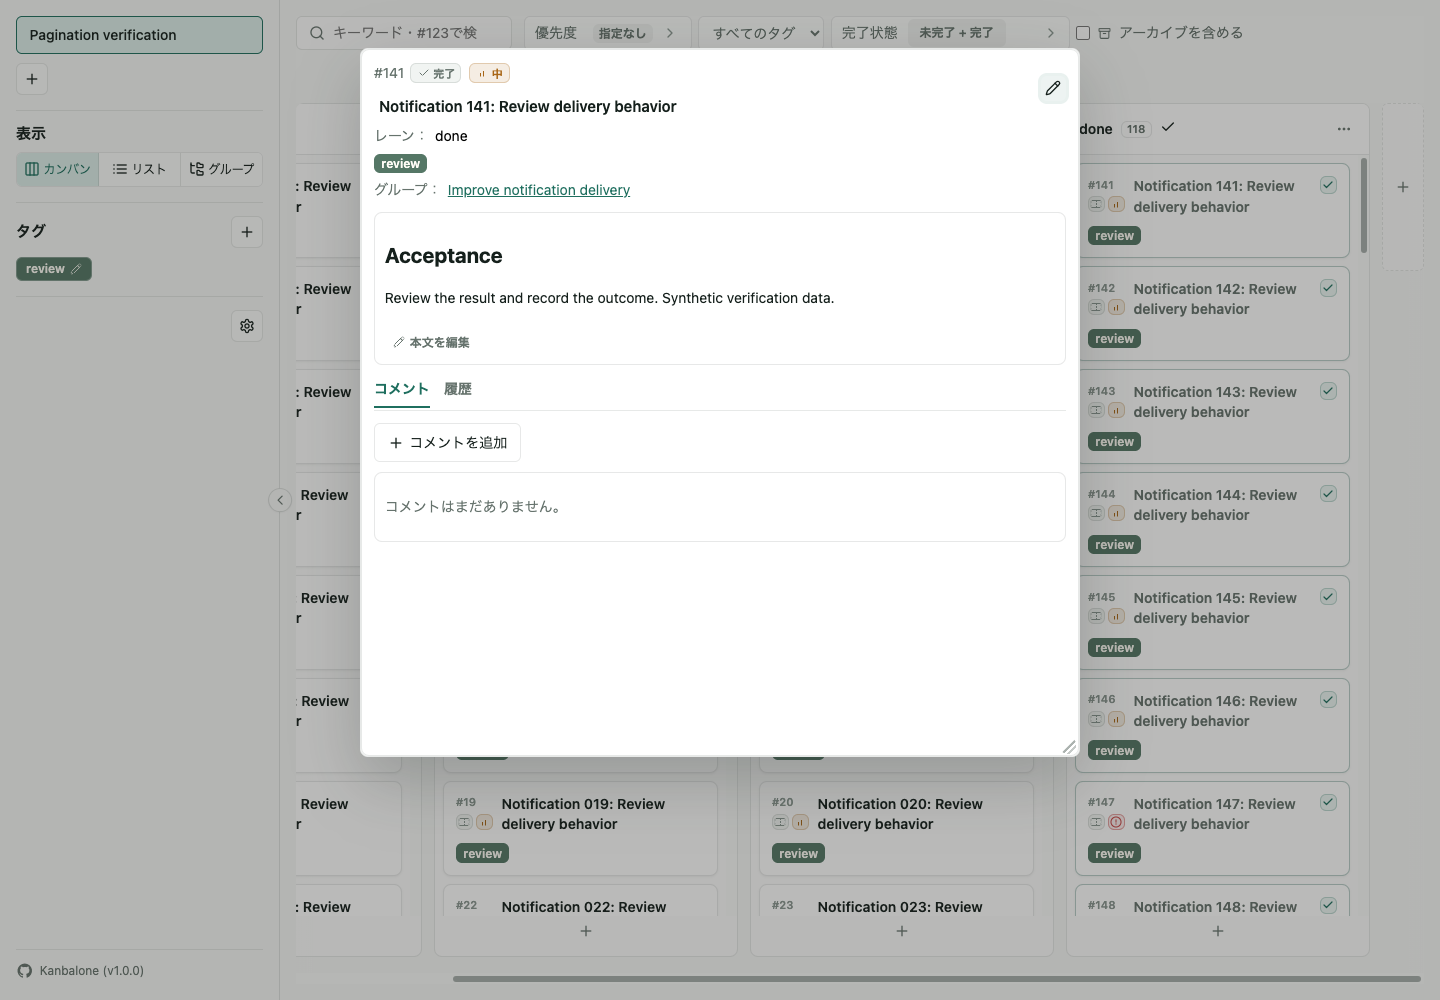 Pagination verification
表示
カンバン
リスト
グループ
タグ
review
Kanbalone (v1.0.0)
キーワード・#123で検
優先度
指定なし
すべてのタグ
完了状態
未完了 + 完了
アーカイブを含める
#141
完了
中
Notification 141: Review delivery behavior
レーン： done
review
グループ： Improve notification delivery
Acceptance
Review the result and record the outcome. Synthetic verification data.
本文を編集
コメント
履歴
コメントを追加
コメントはまだありません。
: Review
r
: Review
r
: Review
r
Review
r
Review
r
: Review
r
Review
r
: Review
#19
Notification 019: Review
delivery behavior
review
#22
Notification 022: Review
#20
Notification 020: Review
delivery behavior
review
#23
Notification 023: Review
done
118
#141
Notification 141: Review
delivery behavior
review
#142
Notification 142: Review
delivery behavior
review
#143
Notification 143: Review
delivery behavior
review
#144
Notification 144: Review
delivery behavior
review
#145
Notification 145: Review
delivery behavior
review
#146
Notification 146: Review
delivery behavior
review
#147
Notification 147: Review
delivery behavior
review
#148
Notification 148: Review